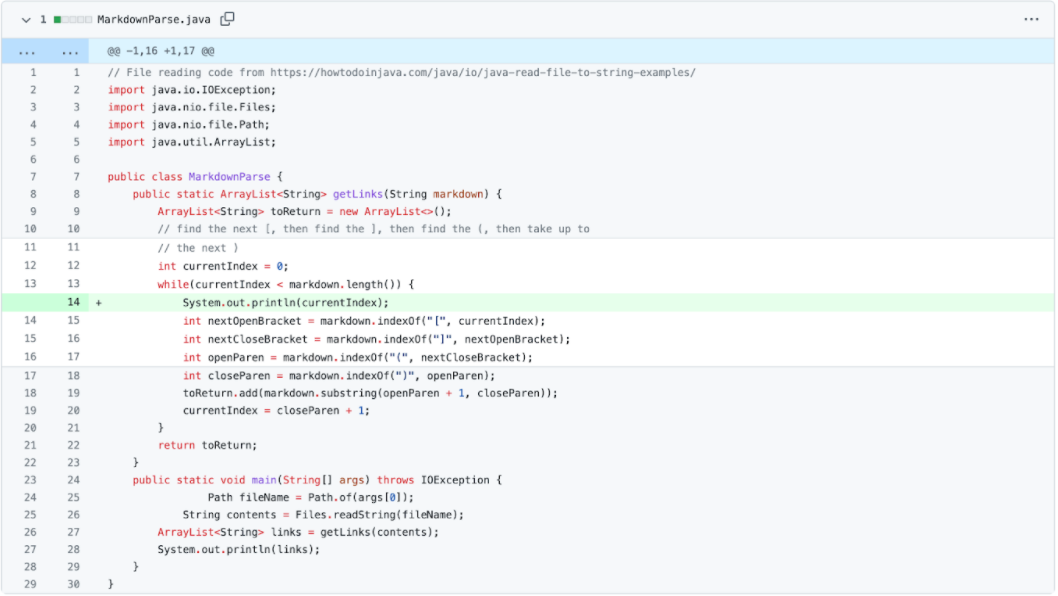 1 MarkdownParse.java
... ... @@ -1,16 +1,17 @@
1 1 // File reading code from https://howtodoinjava.com/java/io/java-read-file-to-string-examples/
2 2 import java.io.IOException;
3 3 import java.nio.file.Files;
4 4 import java.nio.file.Path;
5 5 import java.util.ArrayList;
6 6
7 7 public class MarkdownParse {
8 8     public static ArrayList<String> getLinks(String markdown) {
9 9         ArrayList<String> toReturn = new ArrayList<>();
10 10         // find the next [, then find the ], then find the (, then take up to
11 11         // the next )
12 12         int currentIndex = 0;
13 13         while(currentIndex < markdown.length()) {
14 +             System.out.println(currentIndex);
14 15             int nextOpenBracket = markdown.indexOf("[", currentIndex);
15 16             int nextCloseBracket = markdown.indexOf("]", nextOpenBracket);
16 17             int openParen = markdown.indexOf("(", nextCloseBracket);
17 18             int closeParen = markdown.indexOf(")", openParen);
18 19             toReturn.add(markdown.substring(openParen + 1, closeParen));
19 20             currentIndex = closeParen + 1;
20 21         }
21 22         return toReturn;
22 23     }
23 24     public static void main(String[] args) throws IOException {
24 25                 Path fileName = Path.of(args[0]);
25 26             String contents = Files.readString(fileName);
26 27         ArrayList<String> links = getLinks(contents);
27 28         System.out.println(links);
28 29     }
29 30 }